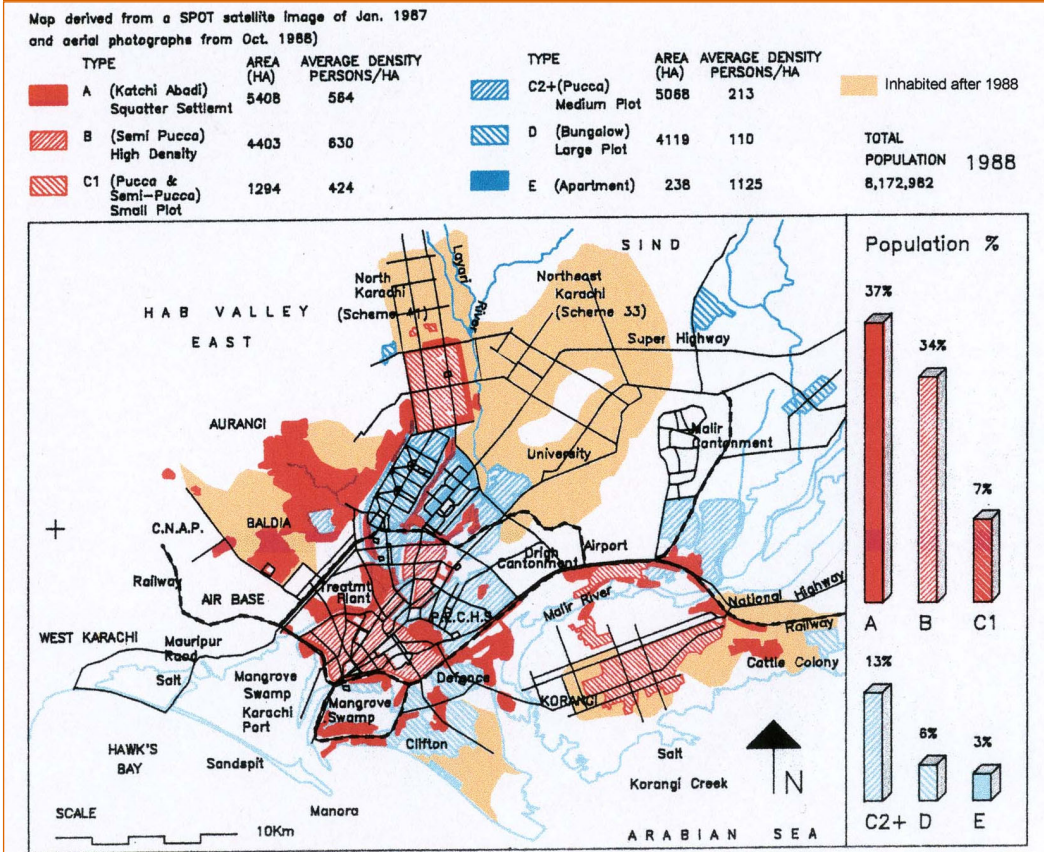 Map derived from a SPOT satellite image of Jan. 1987
and aerial photographs from Oct. 1988)
TYPE AREA (HA) AVERAGE DENSITY PERSONS/HA
A (Katchi Abadi) Squatter Settlemt 5408 564
B (Semi Pucca) High Density 4403 630
C1 (Pucca & Semi-Pucca) Small Plot 1294 424
TYPE AREA (HA) AVERAGE DENSITY PERSONS/HA
C2+(Pucca) Medium Plot 5068 213
D (Bungalow) Large Plot 4119 110
E (Apartment) 238 1125
Inhabited after 1988
TOTAL
POPULATION 1988
8,172,982
SIND
HAB VALLEY
EAST
North
Karachi
(Scheme 41)
Layari River
Northeast
Karachi
(Scheme 33)
Super Highway
AURANGI
Malir
Cantonment
University
C.N.A.P.
BALDIA
Railway
AIR BASE
Treatmt
Plant
Drigh
Cantonment
Airport
P.E.C.H.S
Malir River
National Highway
Railway
WEST KARACHI
Mauripur
Road
Salt
Mangrove
Swamp
Karachi
Port
Mangrove
Swamp
Defence
KORANGI
Cattle Colony
Clifton
HAWK'S
BAY
Sandspit
Salt
Korangi Creek
Manora
N
SCALE
10Km
ARABIAN SEA
Population %
37%
34%
7%
A B C1
13%
6%
3%
C2+ D E